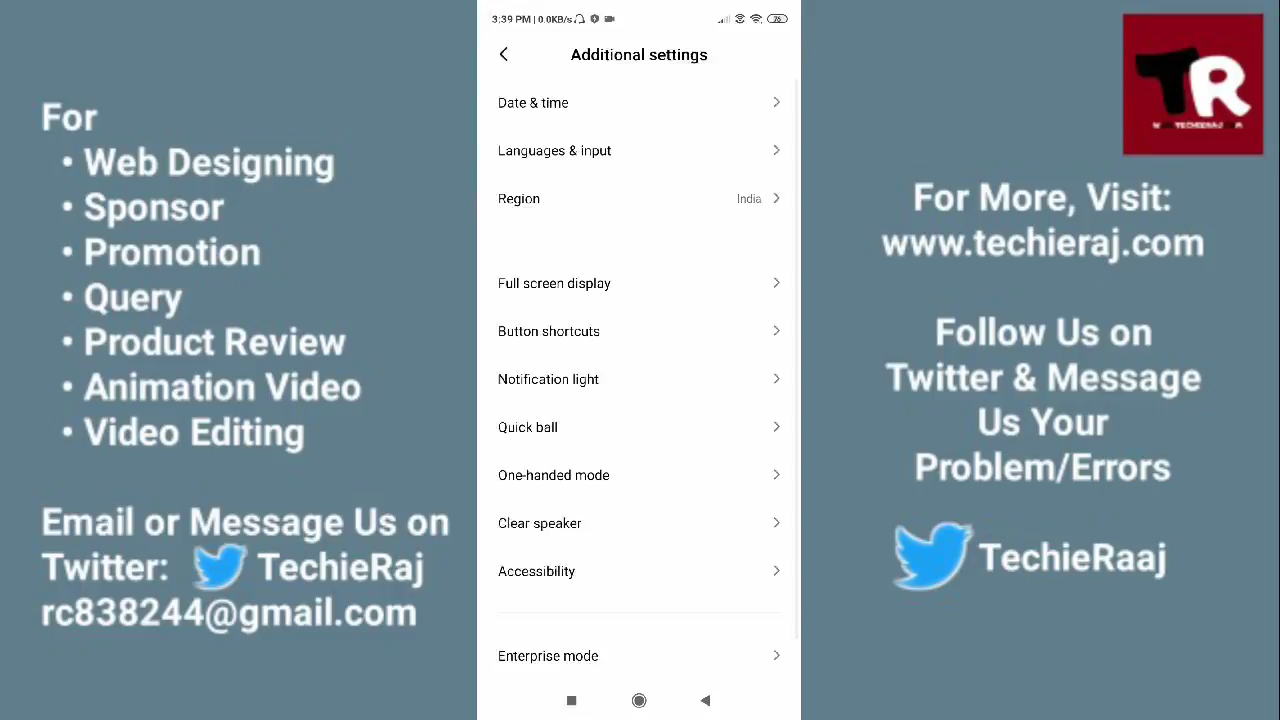 For
• Web Designing
• Sponsor
• Promotion
• Query
• Product Review
• Animation Video
• Video Editing
Email or Message Us on
Twitter: TechieRaj
rc838244@gmail.com
3:39 PM | 0.0KB/s
76
Additional settings
Date & time
Languages & input
Region India
Full screen display
Button shortcuts
Notification light
Quick ball
One-handed mode
Clear speaker
Accessibility
Enterprise mode
TR
For More, Visit:
www.techieraj.com
Follow Us on
Twitter & Message
Us Your
Problem/Errors
TechieRaaj